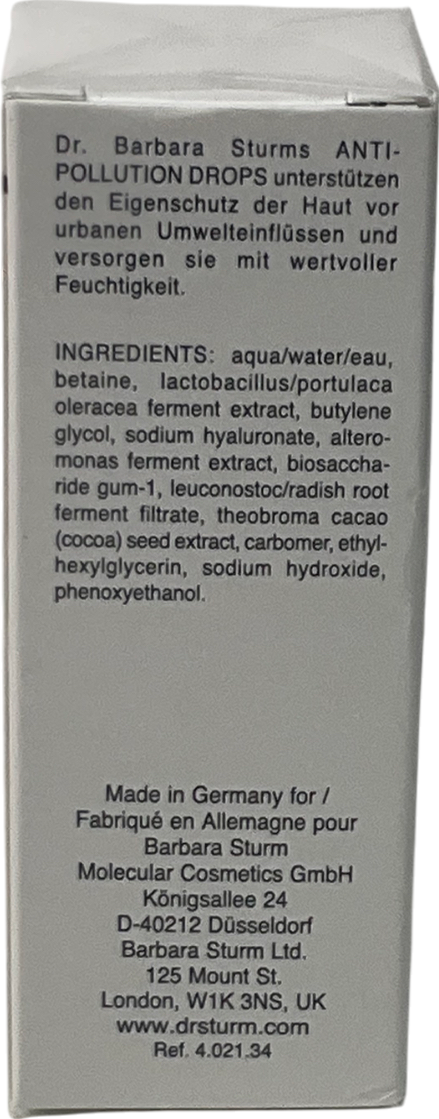 Dr. Barbara Sturms ANTI-
POLLUTION DROPS unterstützen
den Eigenschutz der Haut vor
urbanen Umwelteinflüssen und
versorgen sie mit wertvoller
Feuchtigkeit.
INGREDIENTS: aqua/water/eau,
betaine, lactobacillus/portulaca
oleracea ferment extract, butylene
glycol, sodium hyaluronate, altero-
monas ferment extract, biosaccha-
ride gum-1, leuconostoc/radish root
ferment filtrate, theobroma cacao
(cocoa) seed extract, carbomer, ethyl-
hexylglycerin, sodium hydroxide,
phenoxyethanol.
Made in Germany for /
Fabriqué en Allemagne pour
Barbara Sturm
Molecular Cosmetics GmbH
Königsallee 24
D-40212 Düsseldorf
Barbara Sturm Ltd.
125 Mount St.
London, W1K 3NS, UK
www.drsturm.com
Ref. 4.021.34